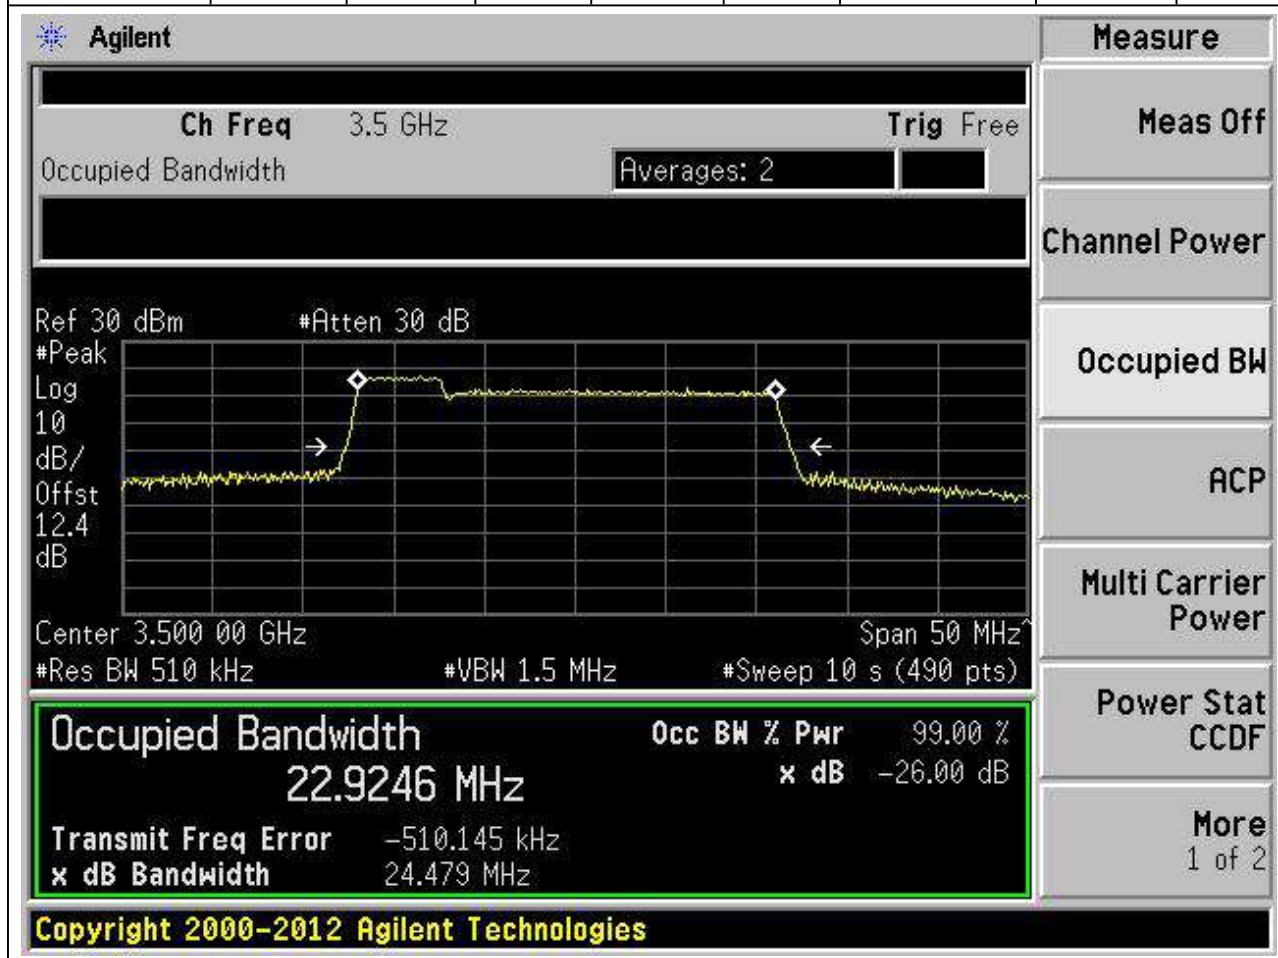 Agilent
Measure
Ch Freq 3.5 GHz Trig Free
Occupied Bandwidth
Averages: 2
Meas Off
Channel Power
Occupied BW
ACP
Multi Carrier
Power
Power Stat
CCDF
More
1 of 2
Ref 30 dBm #Atten 30 dB
#Peak
Log
10
dB/
Offst
12.4
dB
Center 3.500 00 GHz Span 50 MHz^
#Res BW 510 kHz #VBW 1.5 MHz #Sweep 10 s (490 pts)
Occupied Bandwidth
22.9246 MHz
Occ BW % Pwr 99.00 %
x dB -26.00 dB
Transmit Freq Error -510.145 kHz
x dB Bandwidth 24.479 MHz
Copyright 2000-2012 Agilent Technologies